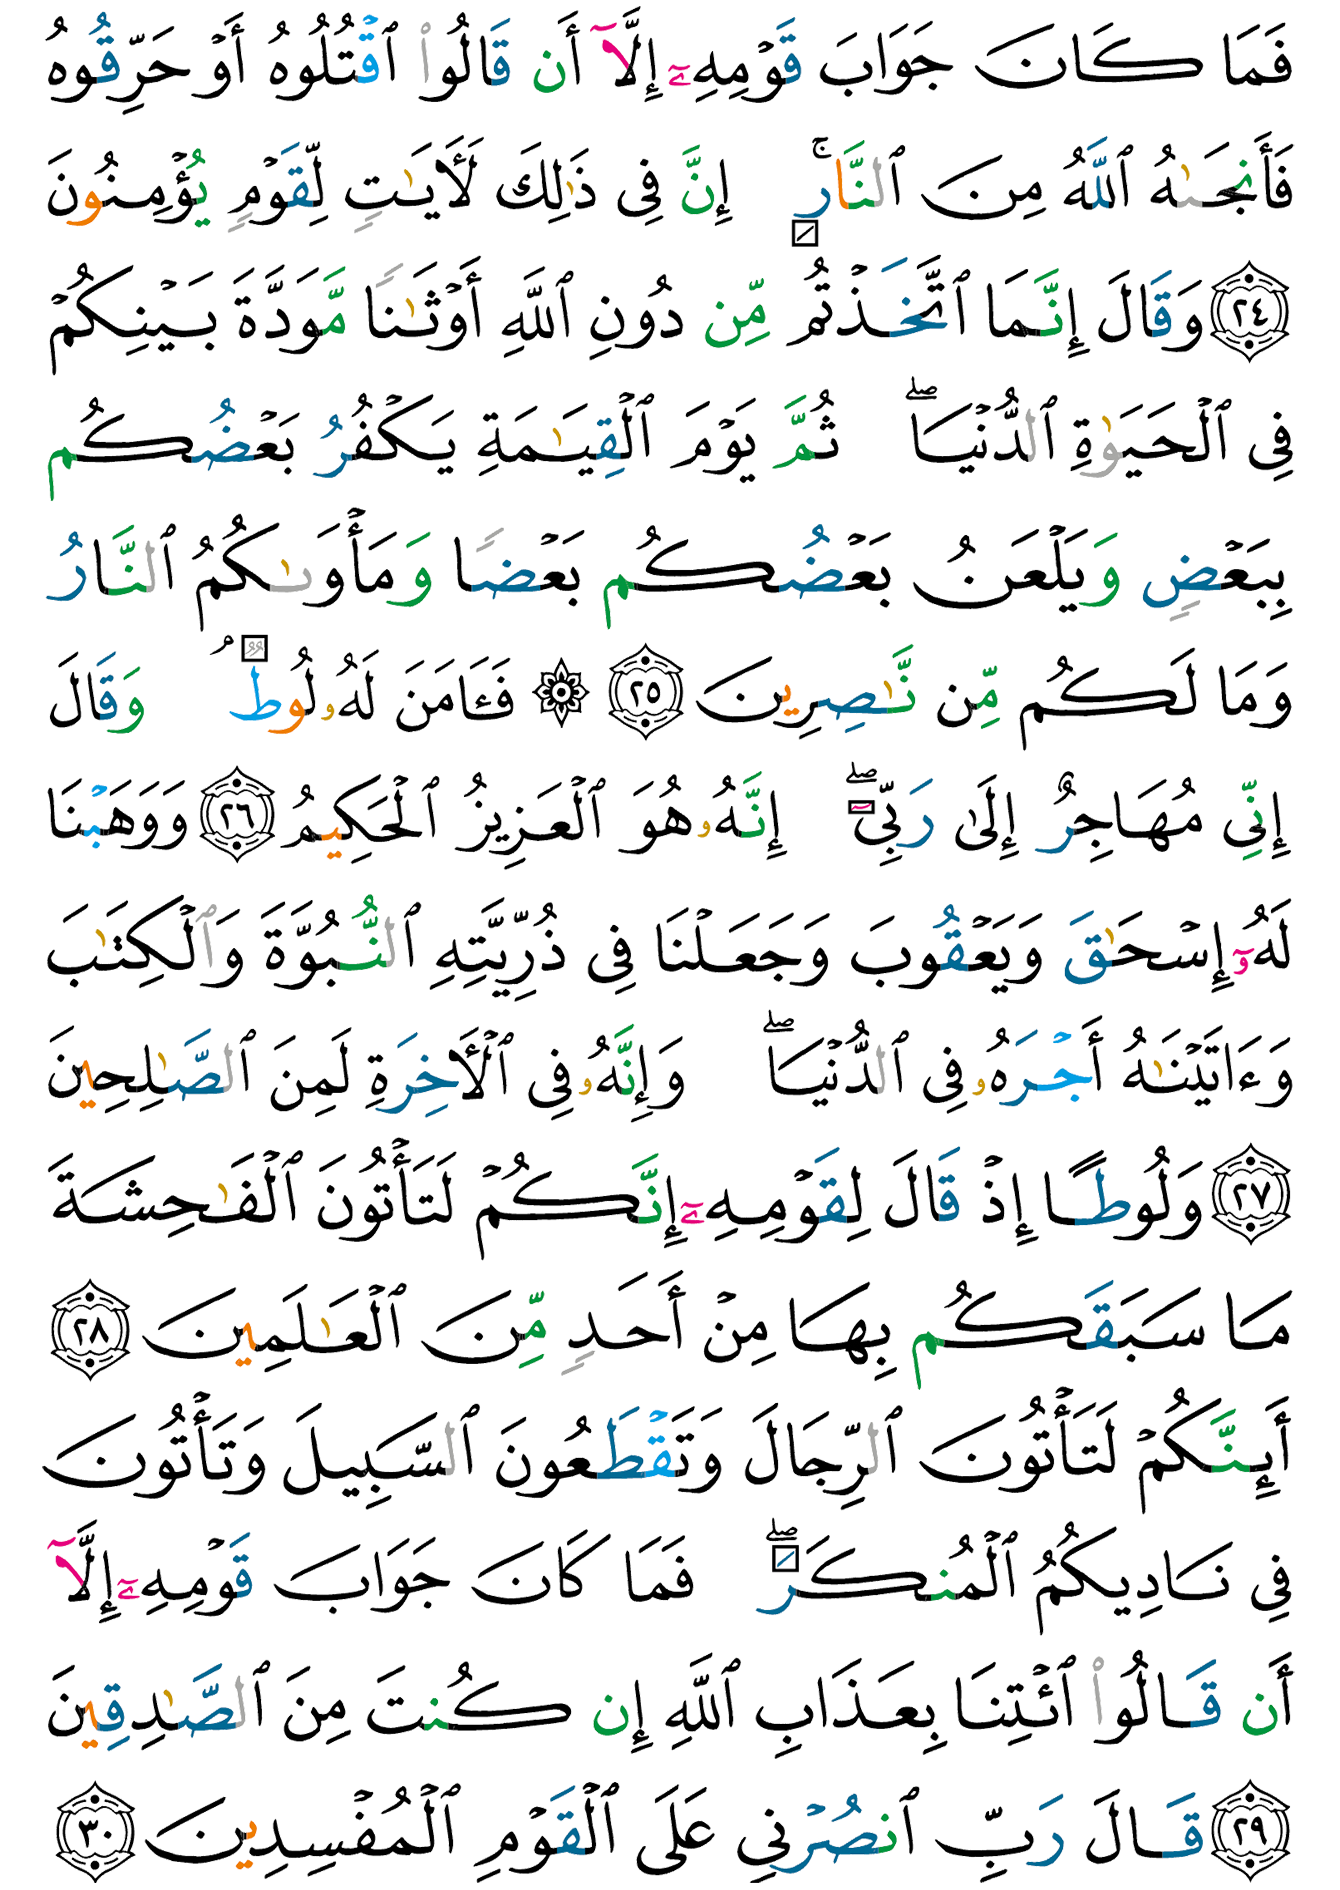 فَمَا كَانَ جَوَابَ قَوْمِهِۦٓ إِلَّآ أَن قَالُوا۟ ٱقْتُلُوهُ أَوْ حَرِّقُوهُ
فَأَنجَىٰهُ ٱللَّهُ مِنَ ٱلنَّارِ ۚ إِنَّ فِى ذَٰلِكَ لَـَٔايَـٰتٍ لِّقَوْمٍ يُؤْمِنُونَ
٢٤ وَقَالَ إِنَّمَا ٱتَّخَذْتُم مِّن دُونِ ٱللَّهِ أَوْثَـٰنًا مَّوَدَّةَ بَيْنِكُمْ
فِى ٱلْحَيَوٰةِ ٱلدُّنْيَا ۖ ثُمَّ يَوْمَ ٱلْقِيَـٰمَةِ يَكْفُرُ بَعْضُكُم
بِبَعْضٍ وَيَلْعَنُ بَعْضُكُم بَعْضًا وَمَأْوَىٰكُمُ ٱلنَّارُ
وَمَا لَكُم مِّن نَّـٰصِرِينَ ٢٥ ۞ فَـَٔامَنَ لَهُۥ لُوطٌ ۘ وَقَالَ
إِنِّى مُهَاجِرٌ إِلَىٰ رَبِّىٓ ۖ إِنَّهُۥ هُوَ ٱلْعَزِيزُ ٱلْحَكِيمُ ٢٦ وَوَهَبْنَا
لَهُۥٓ إِسْحَـٰقَ وَيَعْقُوبَ وَجَعَلْنَا فِى ذُرِّيَّتِهِ ٱلنُّبُوَّةَ وَٱلْكِتَـٰبَ
وَءَاتَيْنَـٰهُ أَجْرَهُۥ فِى ٱلدُّنْيَا ۖ وَإِنَّهُۥ فِى ٱلْـَٔاخِرَةِ لَمِنَ ٱلصَّـٰلِحِينَ
٢٧ وَلُوطًا إِذْ قَالَ لِقَوْمِهِۦٓ إِنَّكُمْ لَتَأْتُونَ ٱلْفَـٰحِشَةَ
مَا سَبَقَكُم بِهَا مِنْ أَحَدٍ مِّنَ ٱلْعَـٰلَمِينَ ٢٨
أَئِنَّكُمْ لَتَأْتُونَ ٱلرِّجَالَ وَتَقْطَعُونَ ٱلسَّبِيلَ وَتَأْتُونَ
فِى نَادِيكُمُ ٱلْمُنكَرَ ۖ فَمَا كَانَ جَوَابَ قَوْمِهِۦٓ إِلَّآ
أَن قَالُوا۟ ٱئْتِنَا بِعَذَابِ ٱللَّهِ إِن كُنتَ مِنَ ٱلصَّـٰدِقِينَ
٢٩ قَالَ رَبِّ ٱنصُرْنِى عَلَى ٱلْقَوْمِ ٱلْمُفْسِدِينَ ٣٠